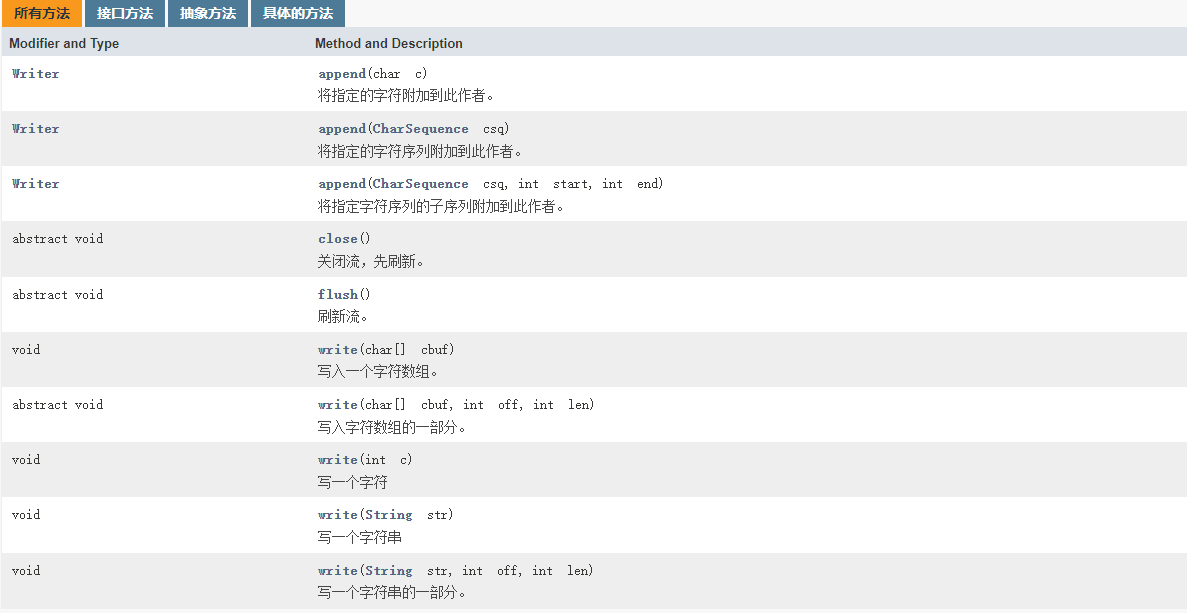 所有方法 接口方法 抽象方法 具体的方法
Modifier and Type Method and Description
Writer append(char c)
将指定的字符附加到此作者。
Writer append(CharSequence csq)
将指定的字符序列附加到此作者。
Writer append(CharSequence csq, int start, int end)
将指定字符序列的子序列附加到此作者。
abstract void close()
关闭流，先刷新。
abstract void flush()
刷新流。
void write(char[] cbuf)
写入一个字符数组。
abstract void write(char[] cbuf, int off, int len)
写入字符数组的一部分。
void write(int c)
写一个字符
void write(String str)
写一个字符串
void write(String str, int off, int len)
写一个字符串的一部分。